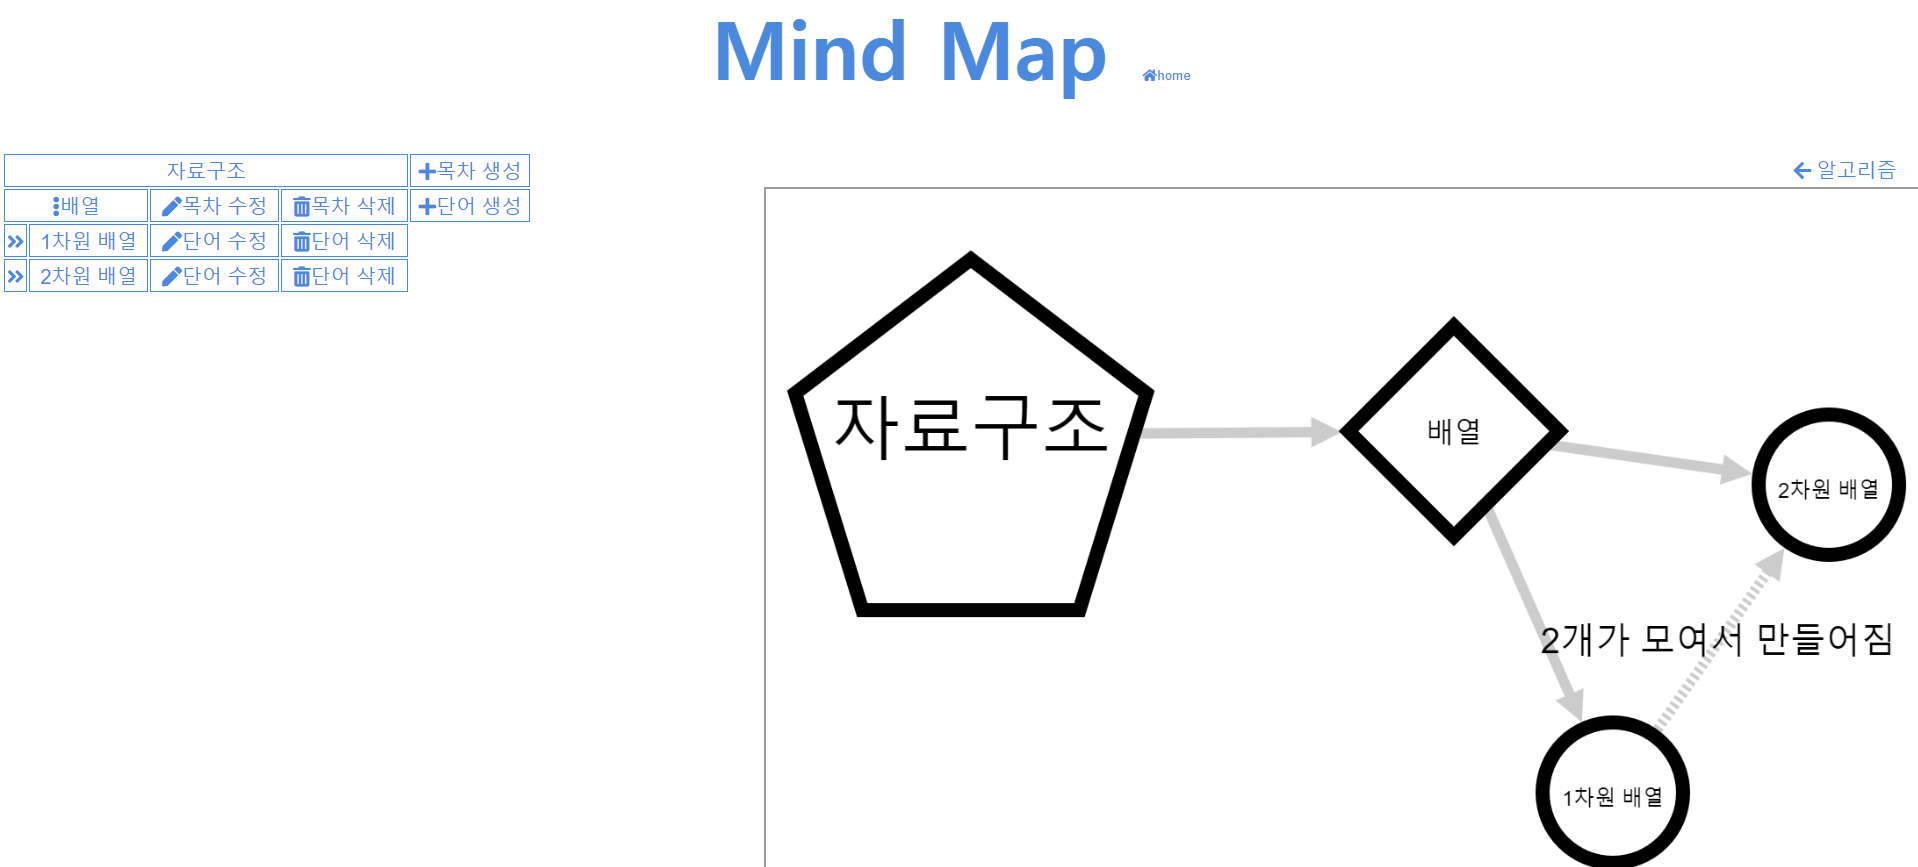 Mind Map home
자료구조 목차 생성
배열 목차 수정 목차 삭제 단어 생성
1차원 배열 단어 수정 단어 삭제
2차원 배열 단어 수정 단어 삭제
알고리즘
자료구조
배열
2차원 배열
2개가 모여서 만들어짐
1차원 배열